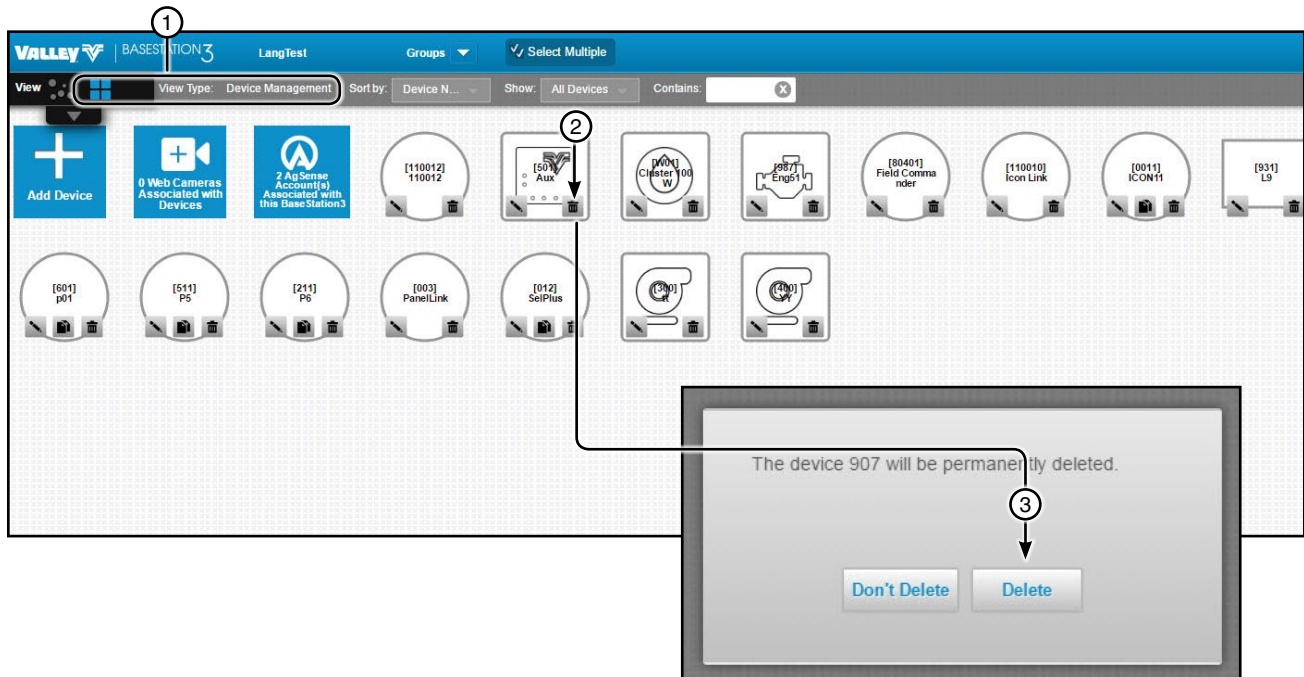 1
VALLEY BASESTATION3 LangTest Groups Select Multiple
View View Type: Device Management Sort by: Device N... Show: All Devices Contains:
2
Add Device
0 Web Cameras
Associated with
Devices
2 AgSense
Account(s)
Associated with
this BaseStation3
[110012]
110012
[501]
Aux
[W01]
Cluster 100
W
[987]
Eng51
[80401]
Field Comma
nder
[110010]
Icon Link
[0011]
ICON11
[931]
L9
[601]
p01
[511]
P5
[211]
P6
[003]
PanelLink
[012]
SelPlus
[300]
tt
[400]
YY
The device 907 will be permanently deleted.
3
Don't Delete Delete